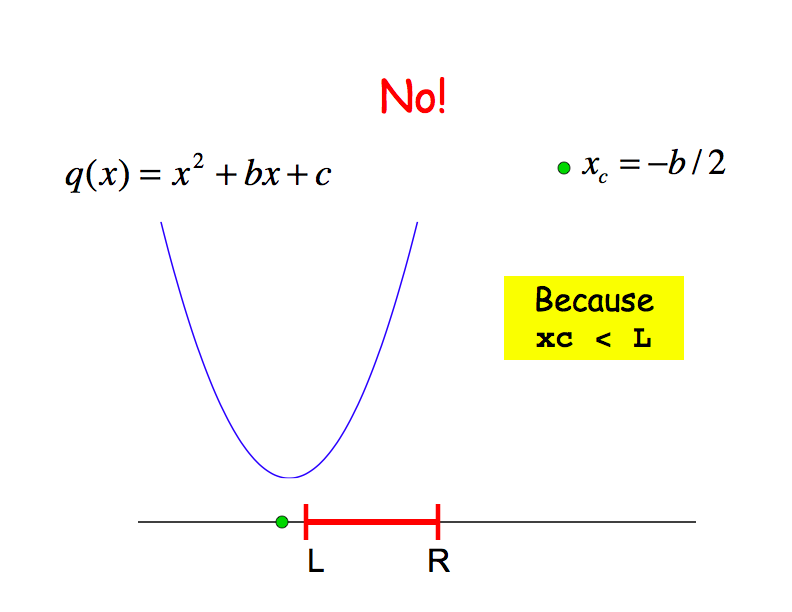 No!
q(x) = x² + bx + c
x_c = −b / 2
Because
xc < L
L R